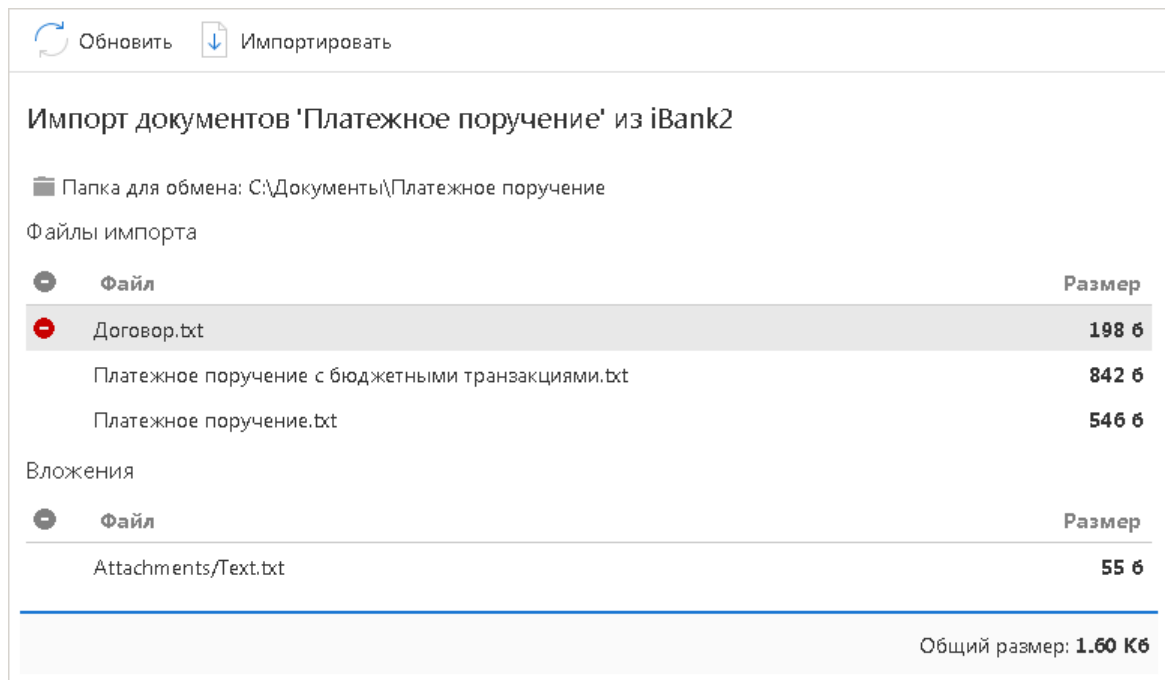 Обновить Импортировать
Импорт документов 'Платежное поручение' из iBank2
Папка для обмена: C:\Документы\Платежное поручение
Файлы импорта
Файл Размер
Договор.txt 198 б
Платежное поручение с бюджетными транзакциями.txt 842 б
Платежное поручение.txt 546 б
Вложения
Файл Размер
Attachments/Text.txt 55 б
Общий размер: 1.60 Кб